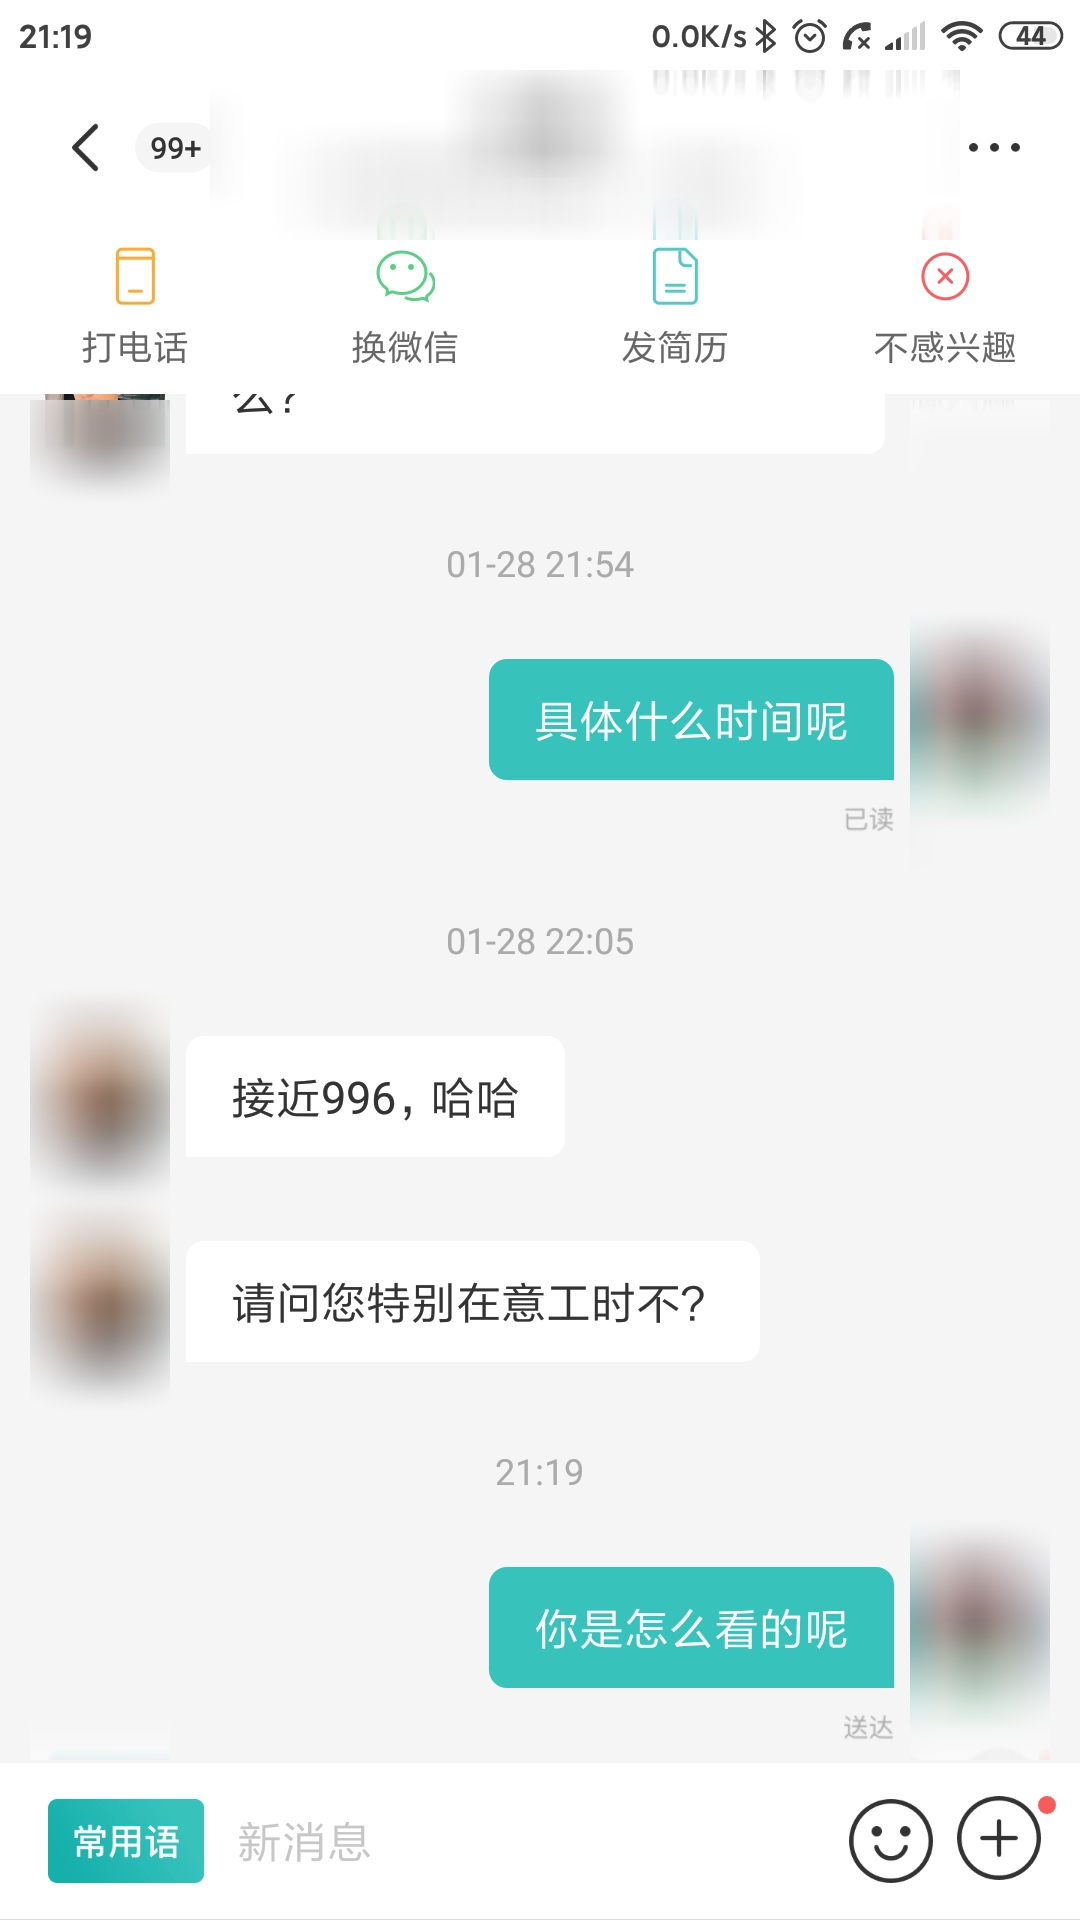 21:19 0.0K/s 44
99+
打电话 换微信 发简历 不感兴趣
么?
01-28 21:54
具体什么时间呢
已读
01-28 22:05
接近996，哈哈
请问您特别在意工时不?
21:19
你是怎么看的呢
送达
常用语 新消息